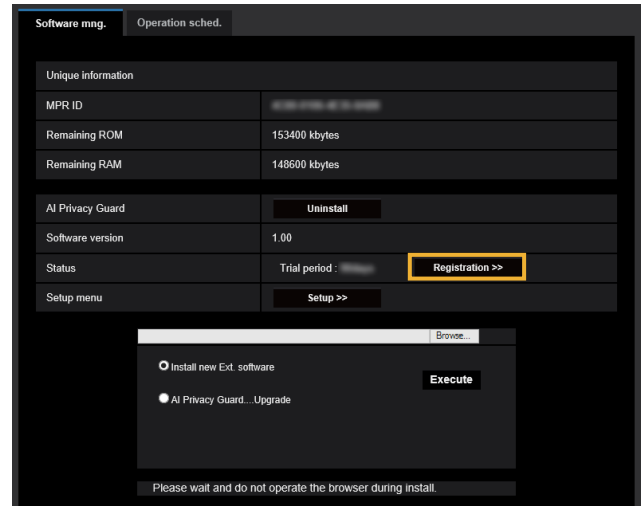 Software mng. Operation sched.
Unique information
MPR ID
Remaining ROM 153400 kbytes
Remaining RAM 148600 kbytes
AI Privacy Guard Uninstall
Software version 1.00
Status Trial period : Registration >>
Setup menu Setup >>
Browse...
Install new Ext. software
Execute
AI Privacy Guard....Upgrade
Please wait and do not operate the browser during install.